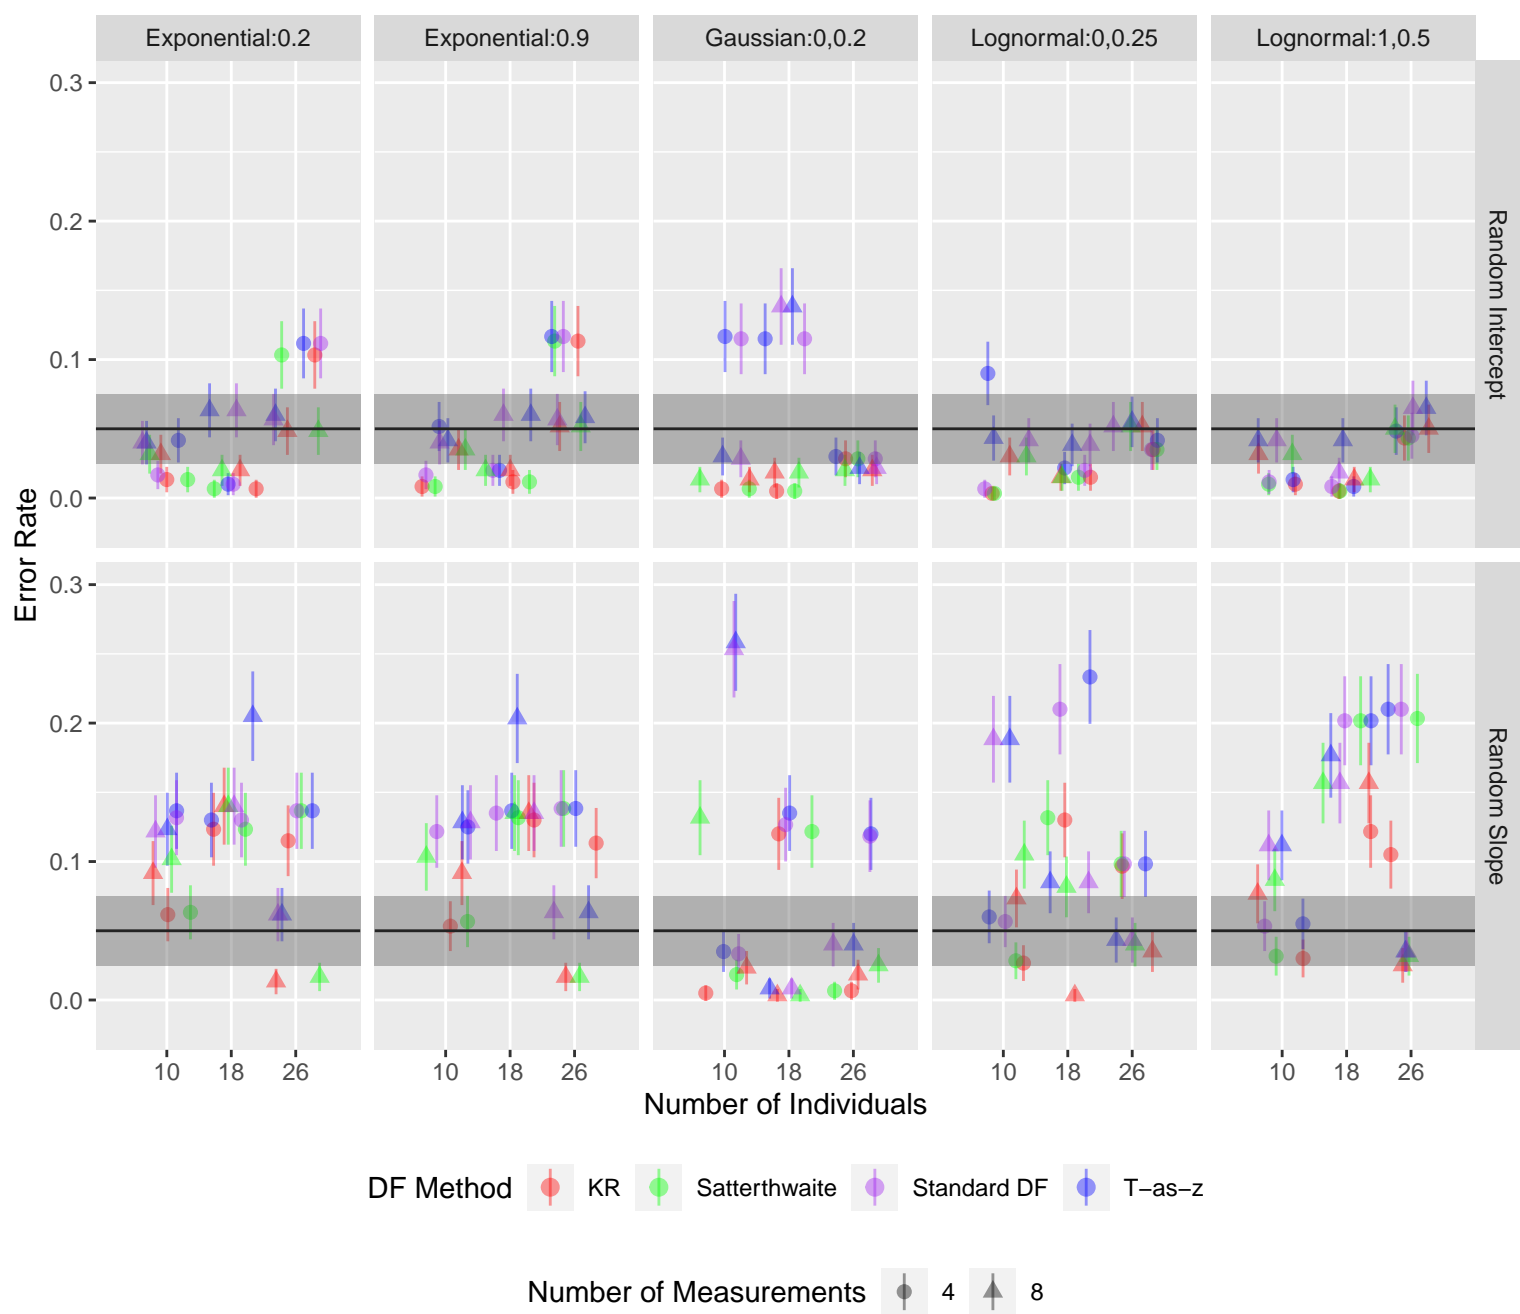 Exponential:0.2 Exponential:0.9 Gaussian:0,0.2 Lognormal:0,0.25 Lognormal:1,0.5
0.3
0.2
0.1
0.0
Random Intercept
Error Rate
0.3
0.2
0.1
0.0
Random Slope
10 18 26 10 18 26 10 18 26 10 18 26 10 18 26
Number of Individuals
DF Method KR Satterthwaite Standard DF T−as−z
Number of Measurements 4 8